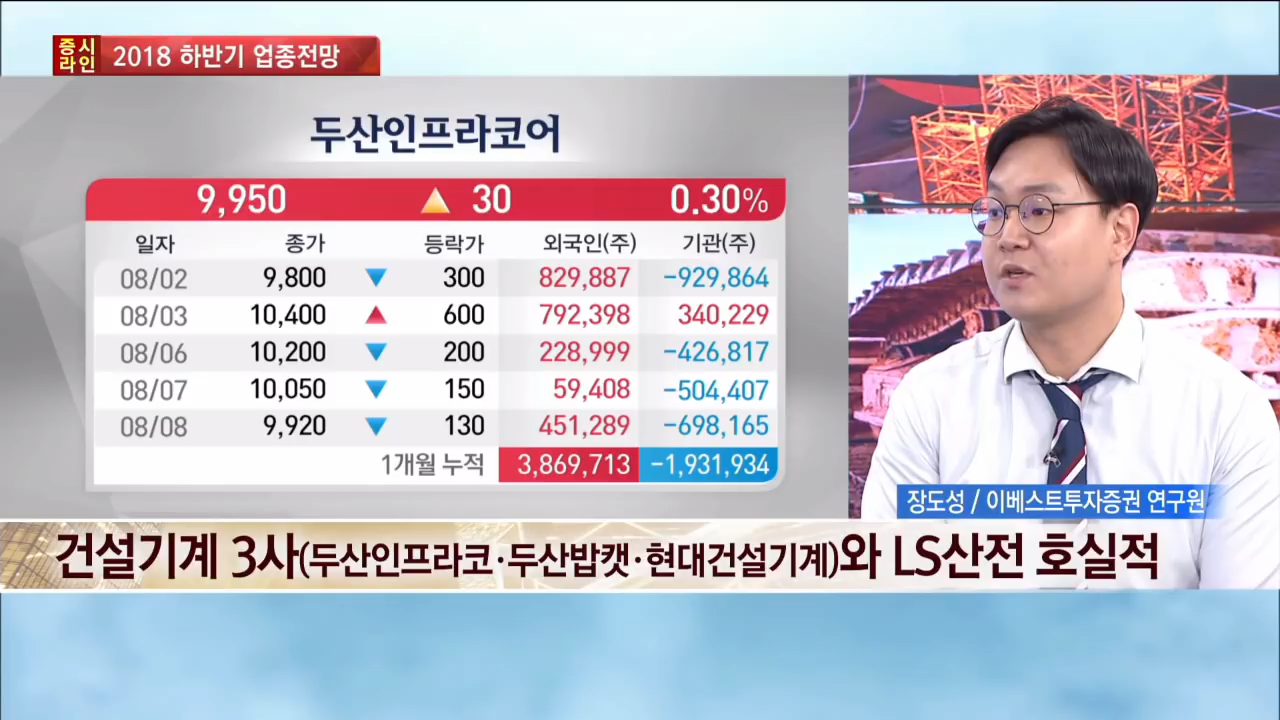 증시
라인
2018 하반기 업종전망
두산인프라코어
9,950 ▲ 30 0.30%
일자 종가 등락가 외국인(주) 기관(주)
08/02 9,800 ▼ 300 829,887 -929,864
08/03 10,400 ▲ 600 792,398 340,229
08/06 10,200 ▼ 200 228,999 -426,817
08/07 10,050 ▼ 150 59,408 -504,407
08/08 9,920 ▼ 130 451,289 -698,165
1개월 누적 3,869,713 -1,931,934
장도성 / 이베스트투자증권 연구원
건설기계 3사(두산인프라코·두산밥캣·현대건설기계)와 LS산전 호실적